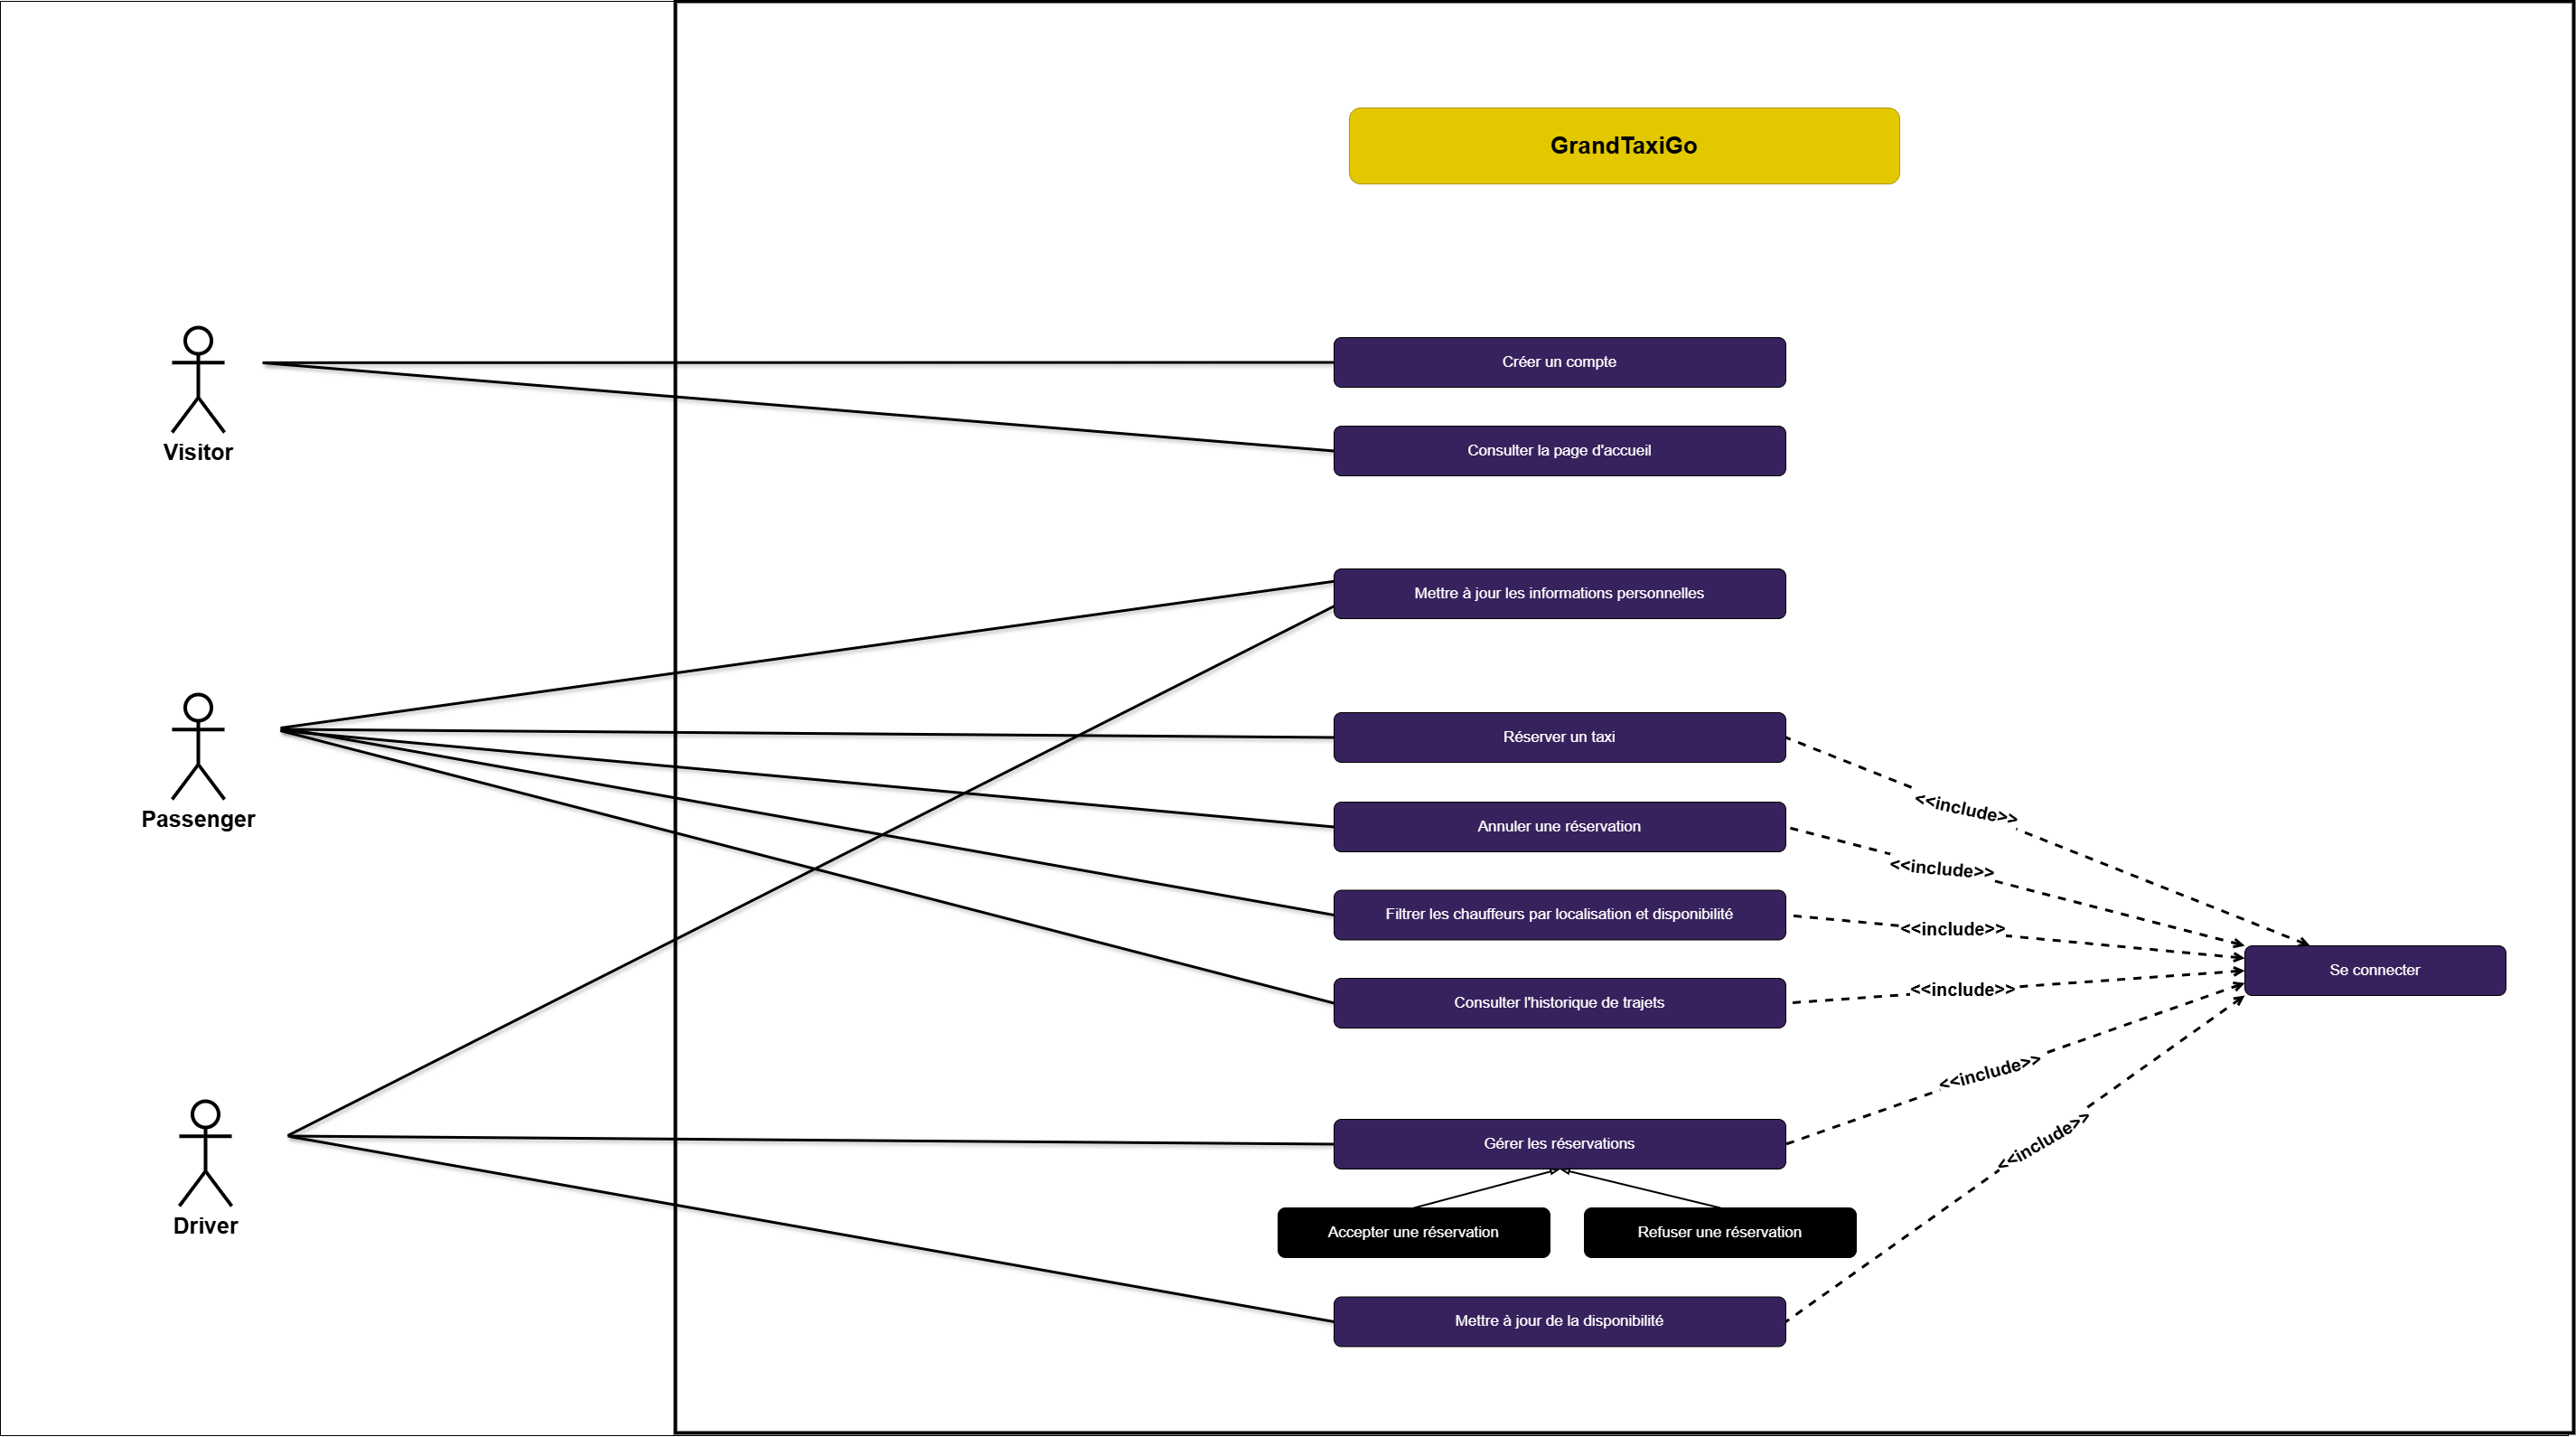 GrandTaxiGo
Créer un compte
Visitor
Consulter la page d'accueil
Mettre à jour les informations personnelles
Réserver un taxi
Passenger
<<include>>
Annuler une réservation
<<include>>
Filtrer les chauffeurs par localisation et disponibilité
<<include>>
Se connecter
Consulter l'historique de trajets
<<include>>
<<include>>
Gérer les réservations
<<include>>
Driver
Accepter une réservation
Refuser une réservation
Mettre à jour de la disponibilité